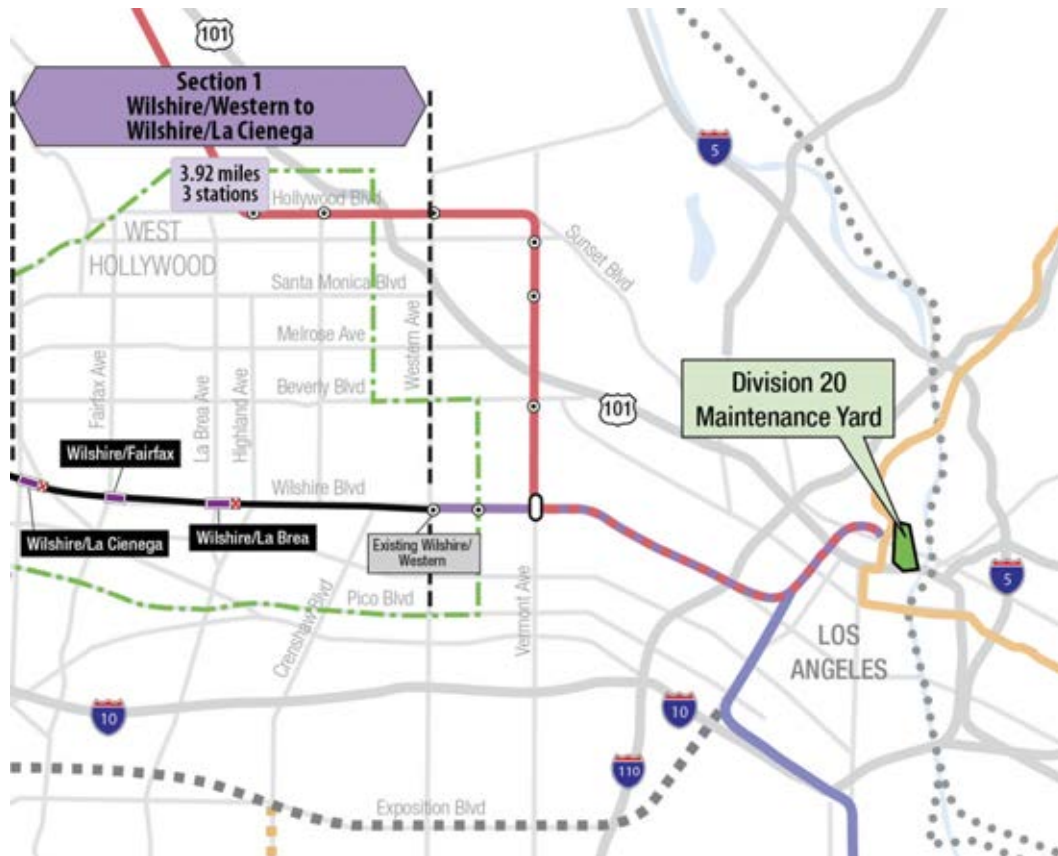 101
Section 1
Wilshire/Western to
Wilshire/La Cienega
3.92 miles
3 stations
Hollywood Blvd
WEST
HOLLYWOOD
Sunset Blvd
5
Santa Monica Blvd
Melrose Ave
Western Ave
Beverly Blvd
Fairfax Ave
La Brea Ave
Highland Ave
101
Division 20
Maintenance Yard
Wilshire/Fairfax
Wilshire Blvd
Wilshire/La Cienega
Wilshire/La Brea
Existing Wilshire/
Western
Pico Blvd
Crenshaw Blvd
Vermont Ave
5
LOS
ANGELES
10
10
110
Exposition Blvd